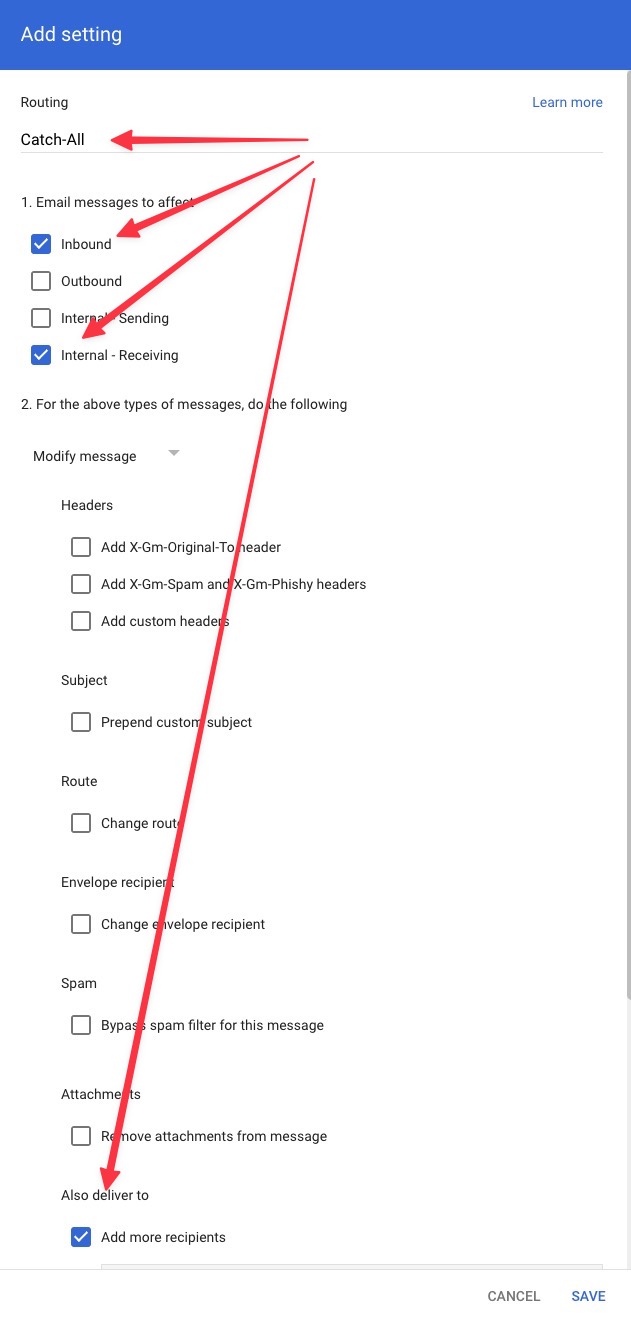 Add setting
Routing
Learn more
Catch-All
1. Email messages to affect
Inbound
Outbound
Internal - Sending
Internal - Receiving
2. For the above types of messages, do the following
Modify message
Headers
Add X-Gm-Original-To header
Add X-Gm-Spam and X-Gm-Phishy headers
Add custom headers
Subject
Prepend custom subject
Route
Change route
Envelope recipient
Change envelope recipient
Spam
Bypass spam filter for this message
Attachments
Remove attachments from message
Also deliver to
Add more recipients
CANCEL
SAVE